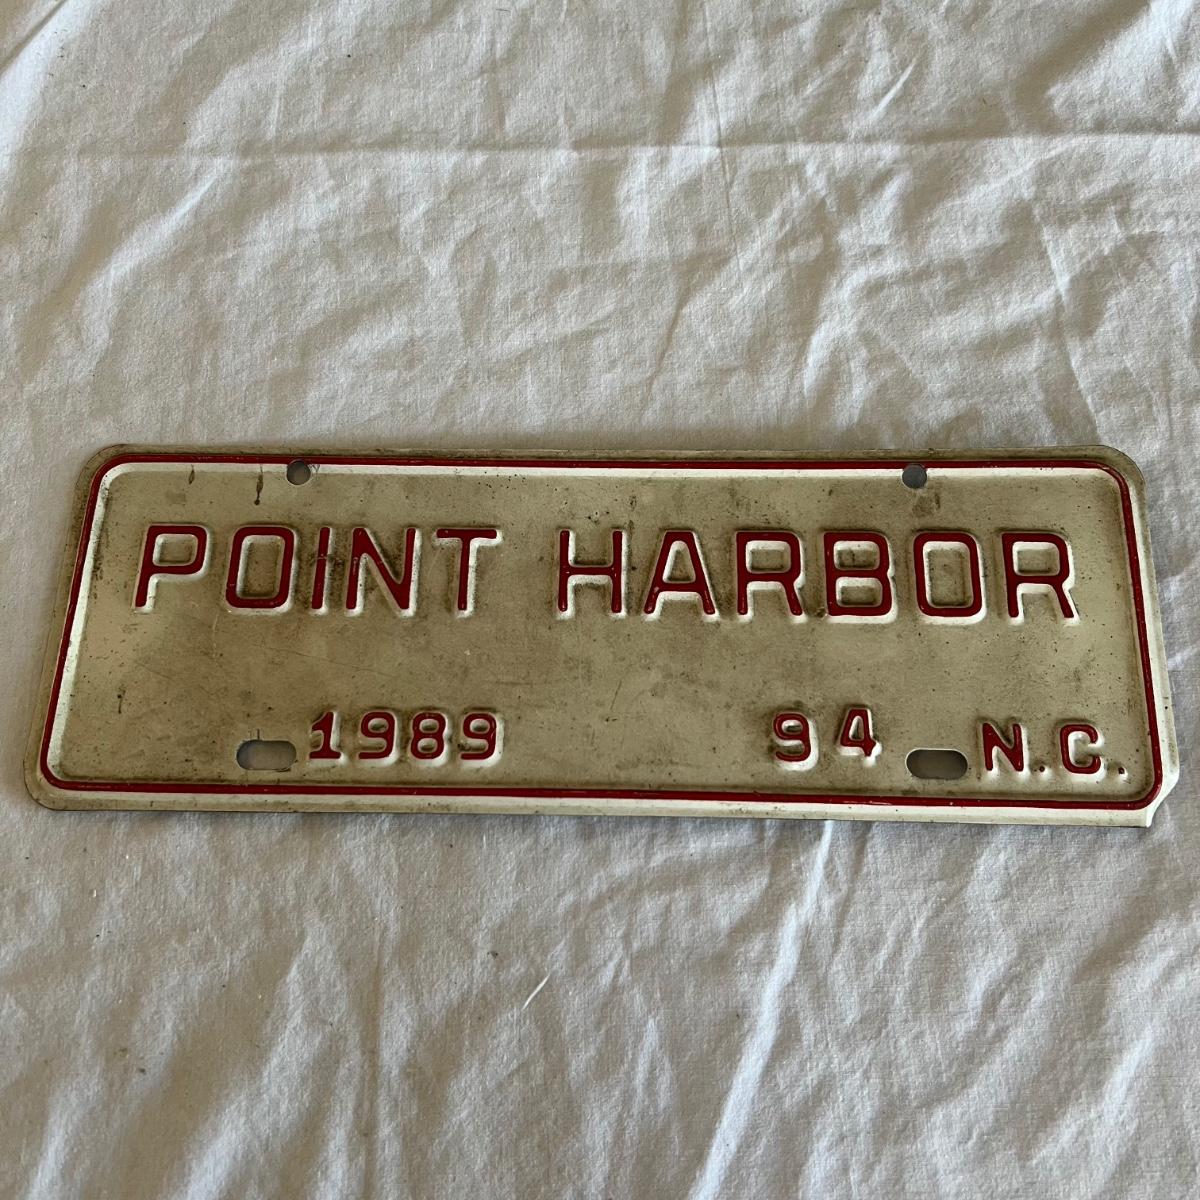 POINT HARBOR
1989 94 N.C.